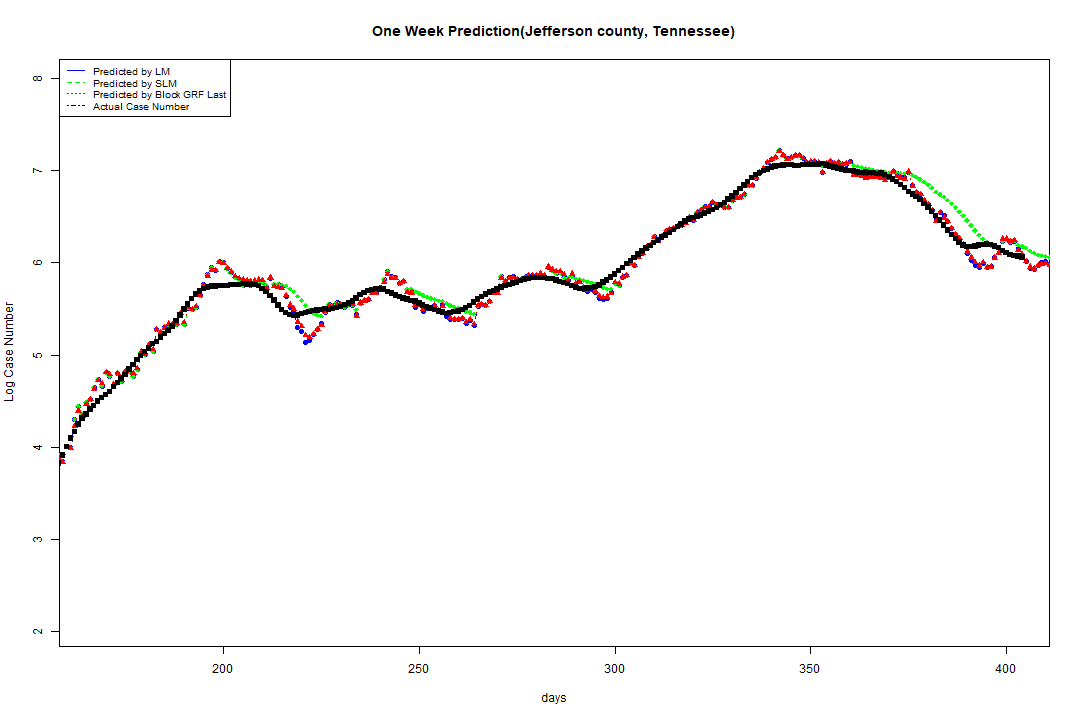 One Week Prediction(Jefferson county, Tennessee)
Predicted by LM
Predicted by SLM
Predicted by Block GRF Last
Actual Case Number
8
7
6
5
4
3
2
Log Case Number
200 250 300 350 400
days